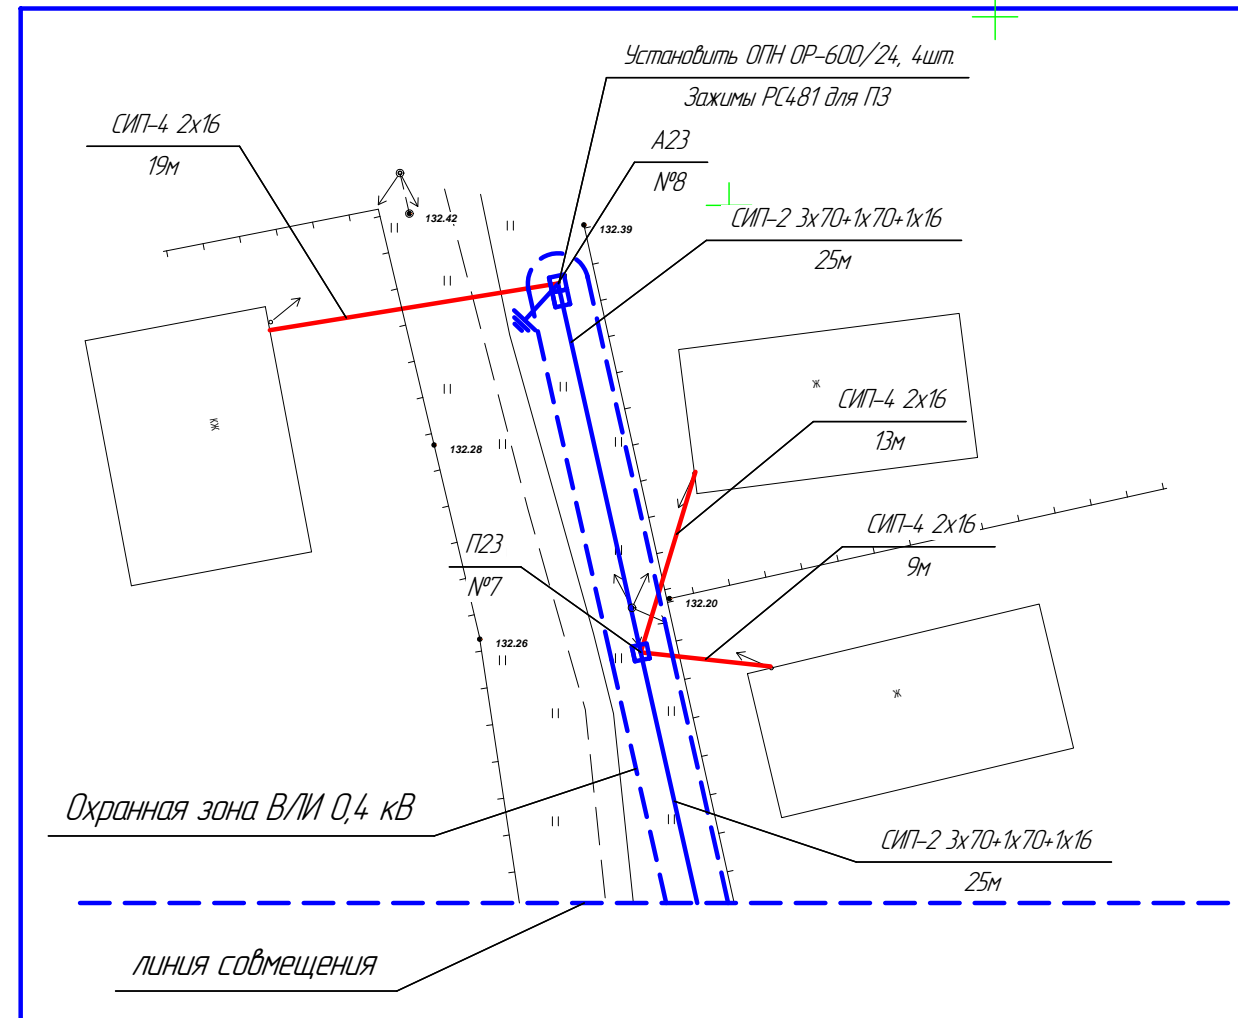 Установить ОПН ОР-600/24, 4шт.
Зажимы РС481 для ПЗ
СИП-4 2х16
19м
А23
№8
132.42
132.39
СИП-2 3х70+1х70+1х16
25м
Ж
СИП-4 2х16
13м
КЖ
132.28
СИП-4 2х16
9м
П23
№7
132.20
132.26
Ж
Охранная зона ВЛИ 0,4 кВ
СИП-2 3х70+1х70+1х16
25м
линия совмещения